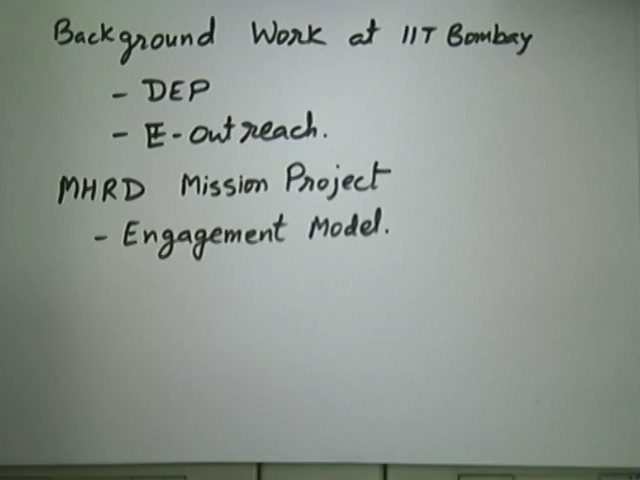 Background Work at IIT Bombay
- DEP
- E-outreach.
MHRD Mission Project
- Engagement Model.